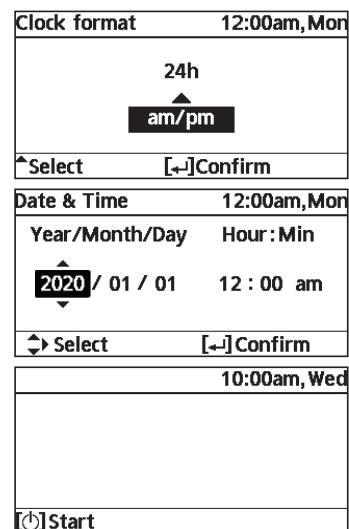 Clock format 12:00am,Mon
24h
am/pm
Select [↵]Confirm
Date & Time 12:00am,Mon
Year/Month/Day Hour:Min
2020 / 01 / 01 12 : 00 am
Select [↵]Confirm
10:00am,Wed
[⏻]Start